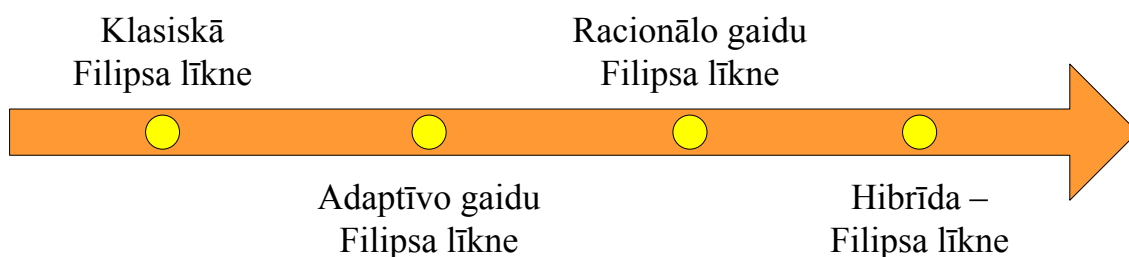 Klasiskā
Filipsa līkne
Adaptīvo gaidu
Filipsa līkne
Racionālo gaidu
Filipsa līkne
Hibrīda –
Filipsa līkne